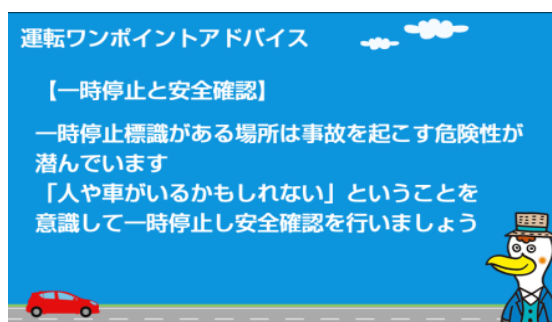 運転ワンポイントアドバイス
【一時停止と安全確認】
一時停止標識がある場所は事故を起こす危険性が
潜んでいます
「人や車がいるかもしれない」ということを
意識して一時停止し安全確認を行いましょう